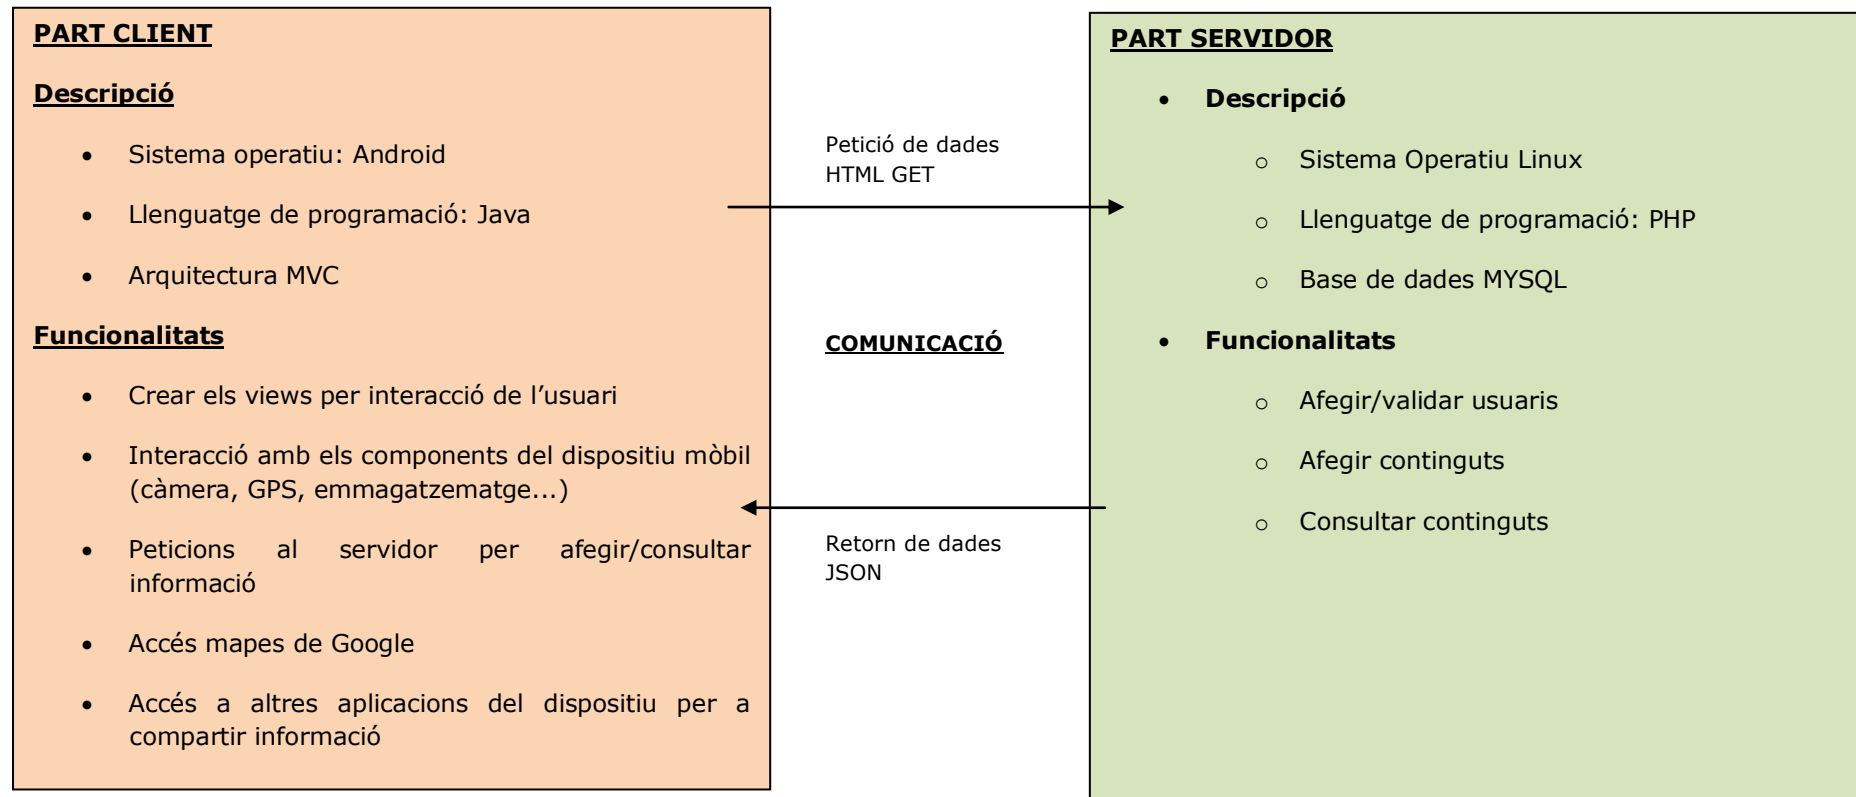 PART CLIENT
Descripció
• Sistema operatiu: Android
• Llenguatge de programació: Java
• Arquitectura MVC
Funcionalitats
• Crear els views per interacció de l’usuari
• Interacció amb els components del dispositiu mòbil
(càmera, GPS, emmagatzematge...)
• Peticions al servidor per afegir/consultar
informació
• Accés mapes de Google
• Accés a altres aplicacions del dispositiu per a
compartir informació
Petició de dades
HTML GET
COMUNICACIÓ
Retorn de dades
JSON
PART SERVIDOR
• Descripció
o Sistema Operatiu Linux
o Llenguatge de programació: PHP
o Base de dades MYSQL
• Funcionalitats
o Afegir/validar usuaris
o Afegir continguts
o Consultar continguts